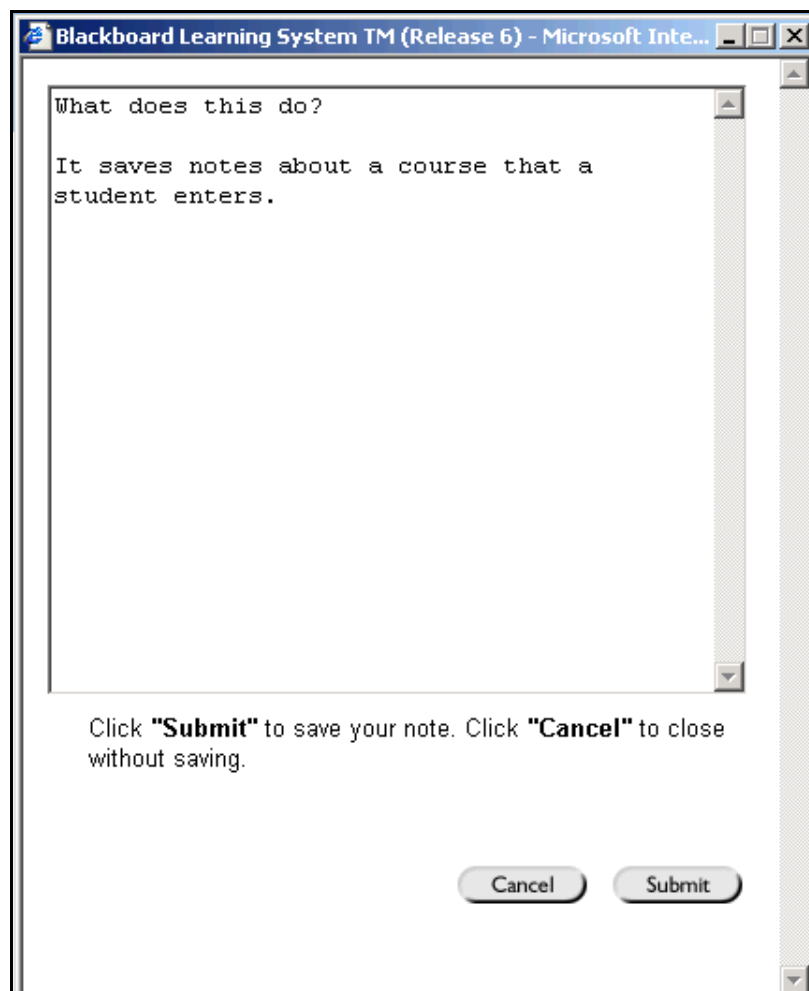 Blackboard Learning System TM (Release 6) - Microsoft Inte...
What does this do?
It saves notes about a course that a
student enters.
Click "Submit" to save your note. Click "Cancel" to close
without saving.
Cancel Submit